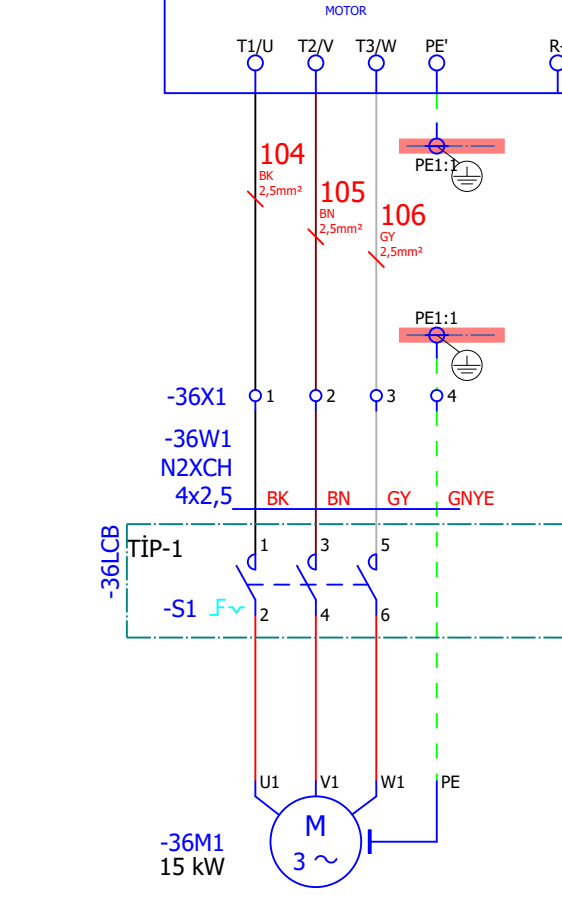 MOTOR
T1/U T2/V T3/W PE' R-
104
BK
2,5mm²
PE1:1
105
BN
2,5mm²
106
GY
2,5mm²
PE1:1
-36X1 1 2 3 4
-36W1
N2XCH
4x2,5 BK BN GY GNYE
-36LCB
TİP-1 1 3 5
-S1 2 4 6
U1 V1 W1 PE
M
3 ~
-36M1
15 kW